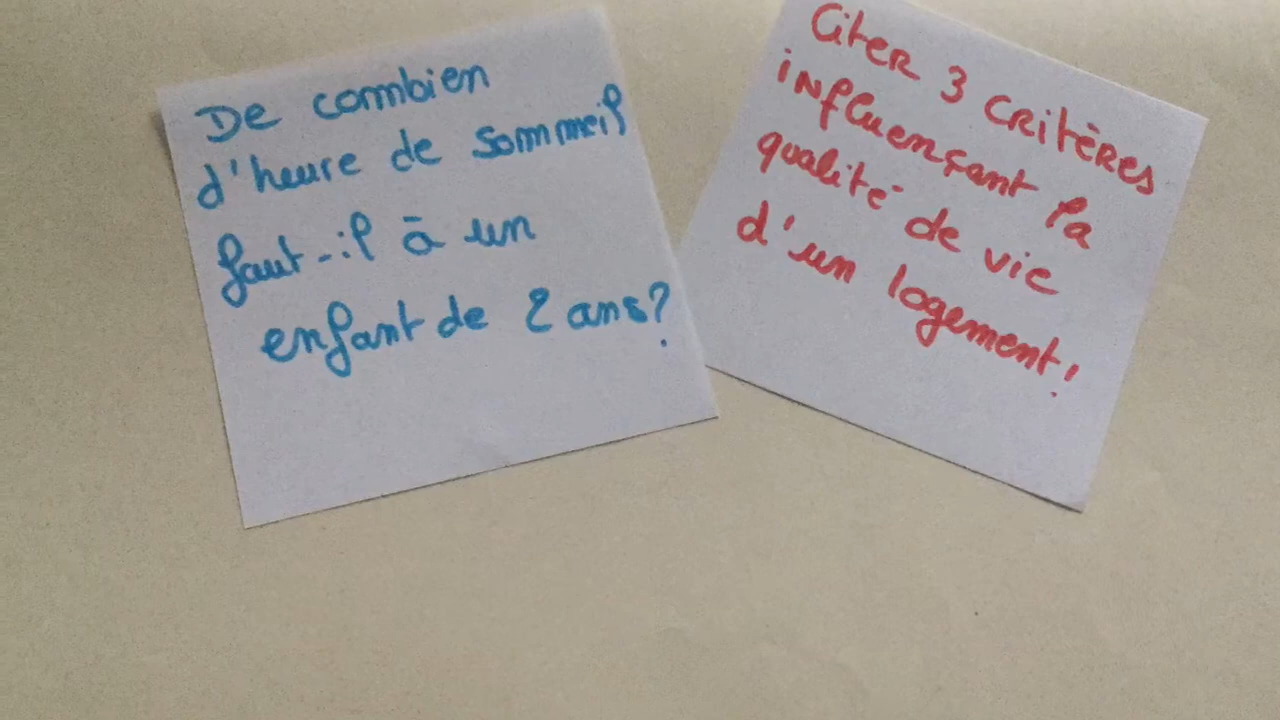 De combien
d'heure de sommeil
faut-il à un
enfant de 2 ans?
Citer 3 critères
influençant la
qualité de vie
d'un logement!